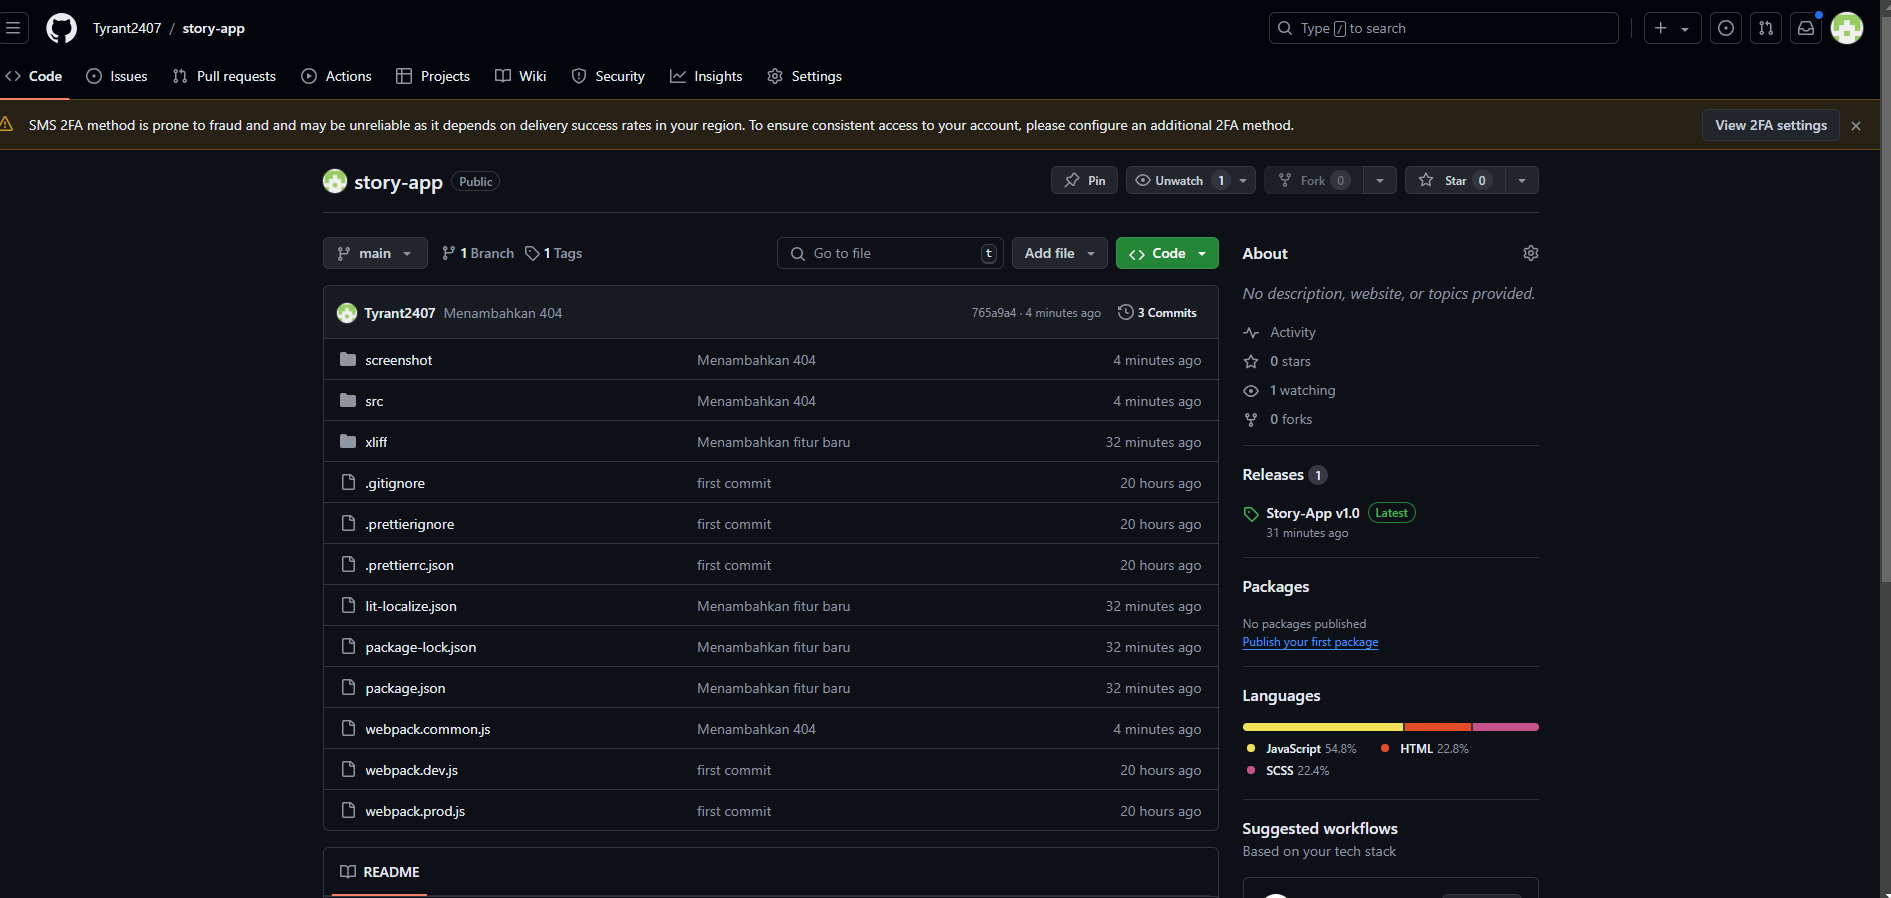 Tyrant2407 / story-app
Type / to search
Code Issues Pull requests Actions Projects Wiki Security Insights Settings
SMS 2FA method is prone to fraud and and may be unreliable as it depends on delivery success rates in your region. To ensure consistent access to your account, please configure an additional 2FA method.
View 2FA settings
story-app Public
Pin Unwatch 1 Fork 0 Star 0
main 1 Branch 1 Tags Go to file t Add file Code
Tyrant2407 Menambahkan 404 765a9a4 · 4 minutes ago 3 Commits
screenshot Menambahkan 404 4 minutes ago
src Menambahkan 404 4 minutes ago
xliff Menambahkan fitur baru 32 minutes ago
.gitignore first commit 20 hours ago
.prettierignore first commit 20 hours ago
.prettierrc.json first commit 20 hours ago
lit-localize.json Menambahkan fitur baru 32 minutes ago
package-lock.json Menambahkan fitur baru 32 minutes ago
package.json Menambahkan fitur baru 32 minutes ago
webpack.common.js Menambahkan 404 4 minutes ago
webpack.dev.js first commit 20 hours ago
webpack.prod.js first commit 20 hours ago
README
About
No description, website, or topics provided.
Activity
0 stars
1 watching
0 forks
Releases 1
Story-App v1.0 Latest
31 minutes ago
Packages
No packages published
Publish your first package
Languages
JavaScript 54.8% HTML 22.8%
SCSS 22.4%
Suggested workflows
Based on your tech stack